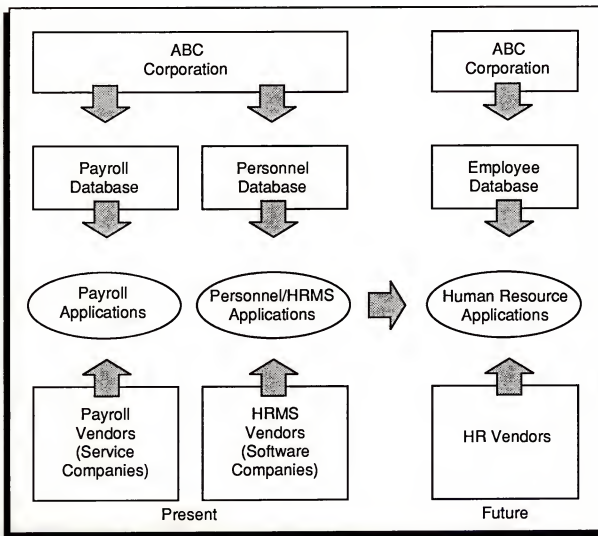 ABC
Corporation
ABC
Corporation
Payroll
Database
Personnel
Database
Employee
Database
Payroll
Applications
Personnel/HRMS
Applications
Human Resource
Applications
Payroll
Vendors
(Service
Companies)
HRMS
Vendors
(Software
Companies)
HR Vendors
Present
Future